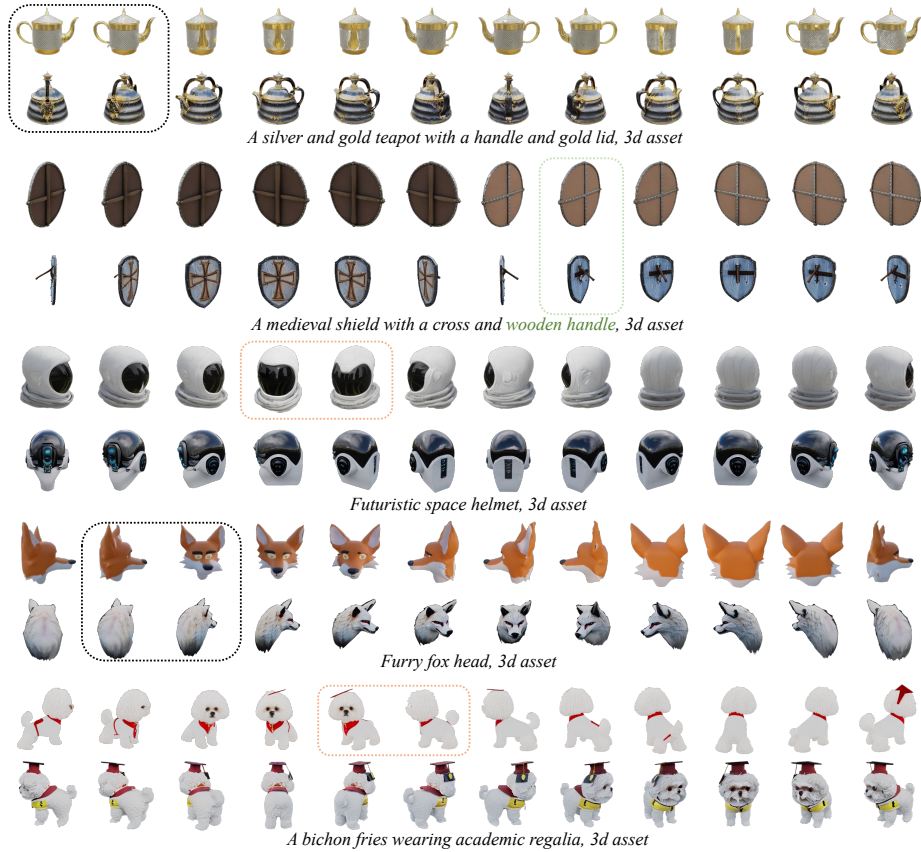 A silver and gold teapot with a handle and gold lid, 3d asset
A medieval shield with a cross and wooden handle, 3d asset
Futuristic space helmet, 3d asset
Furry fox head, 3d asset
A bichon fries wearing academic regalia, 3d asset